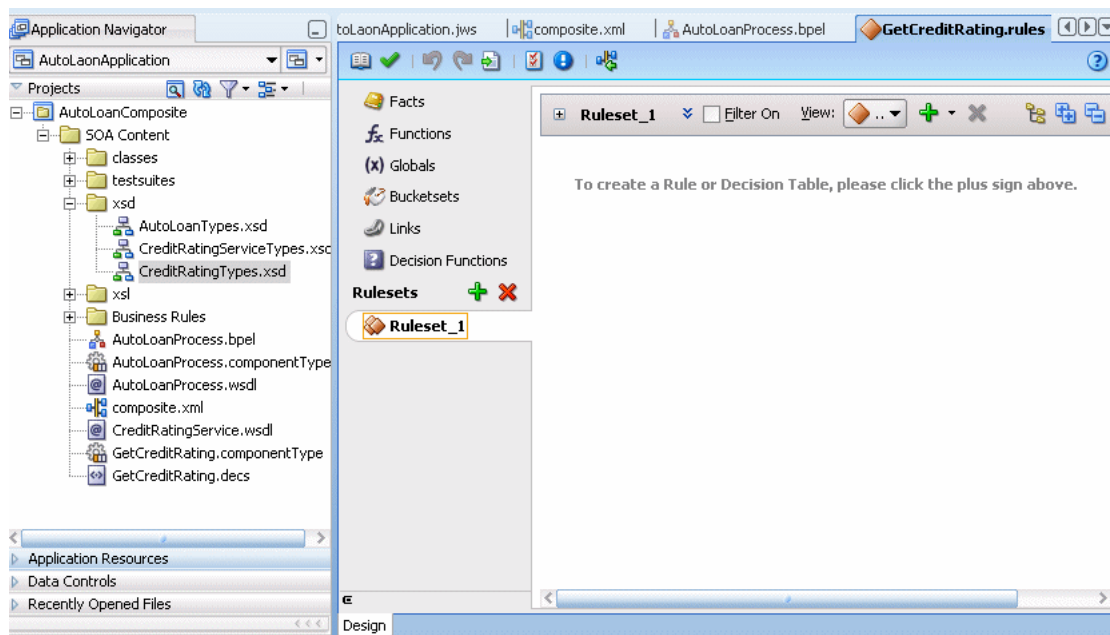 Application Navigator
AutoLaonApplication
Projects
AutoLoanComposite
SOA Content
classes
testsuites
xsd
AutoLoanTypes.xsd
CreditRatingServiceTypes.xsd
CreditRatingTypes.xsd
xsl
Business Rules
AutoLoanProcess.bpel
AutoLoanProcess.componentType
AutoLoanProcess.wsdl
composite.xml
CreditRatingService.wsdl
GetCreditRating.componentType
GetCreditRating.decs
Application Resources
Data Controls
Recently Opened Files
toLaonApplication.jws
composite.xml
AutoLoanProcess.bpel
GetCreditRating.rules
Facts
Functions
(x) Globals
Bucketsets
Links
Decision Functions
Rulesets
Ruleset_1
Ruleset_1
Filter On
View:
..
To create a Rule or Decision Table, please click the plus sign above.
Design